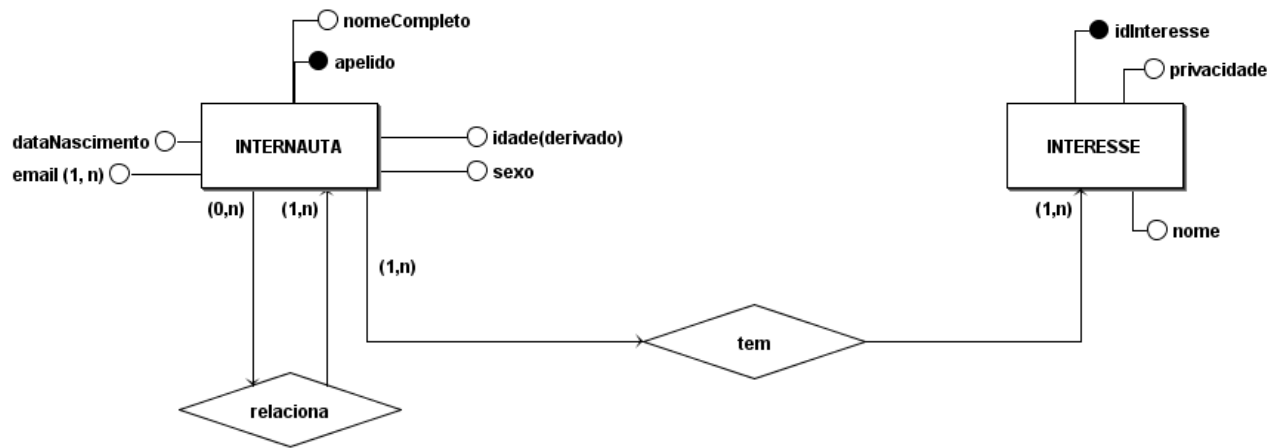 nomeCompleto
apelido
idInteresse
privacidade
dataNascimento
INTERNAUTA
idade(derivado)
INTERESSE
email (1, n)
sexo
(0,n)
(1,n)
(1,n)
nome
(1,n)
tem
relaciona